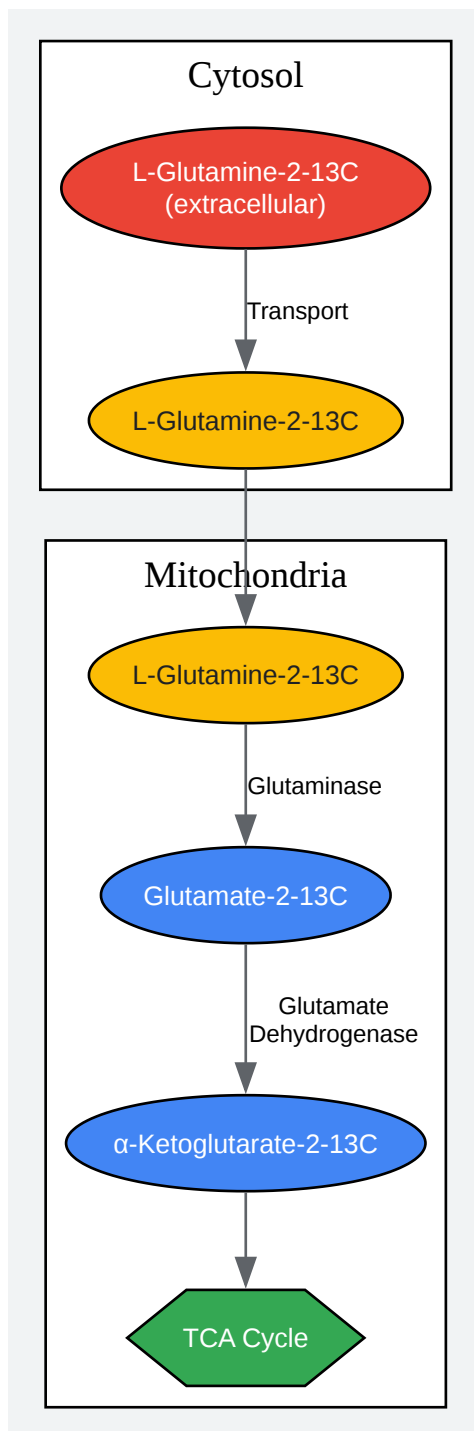 Cytosol
L-Glutamine-2-13C
(extracellular)
Transport
L-Glutamine-2-13C
Mitochondria
L-Glutamine-2-13C
Glutaminase
Glutamate-2-13C
Glutamate
Dehydrogenase
α-Ketoglutarate-2-13C
TCA Cycle